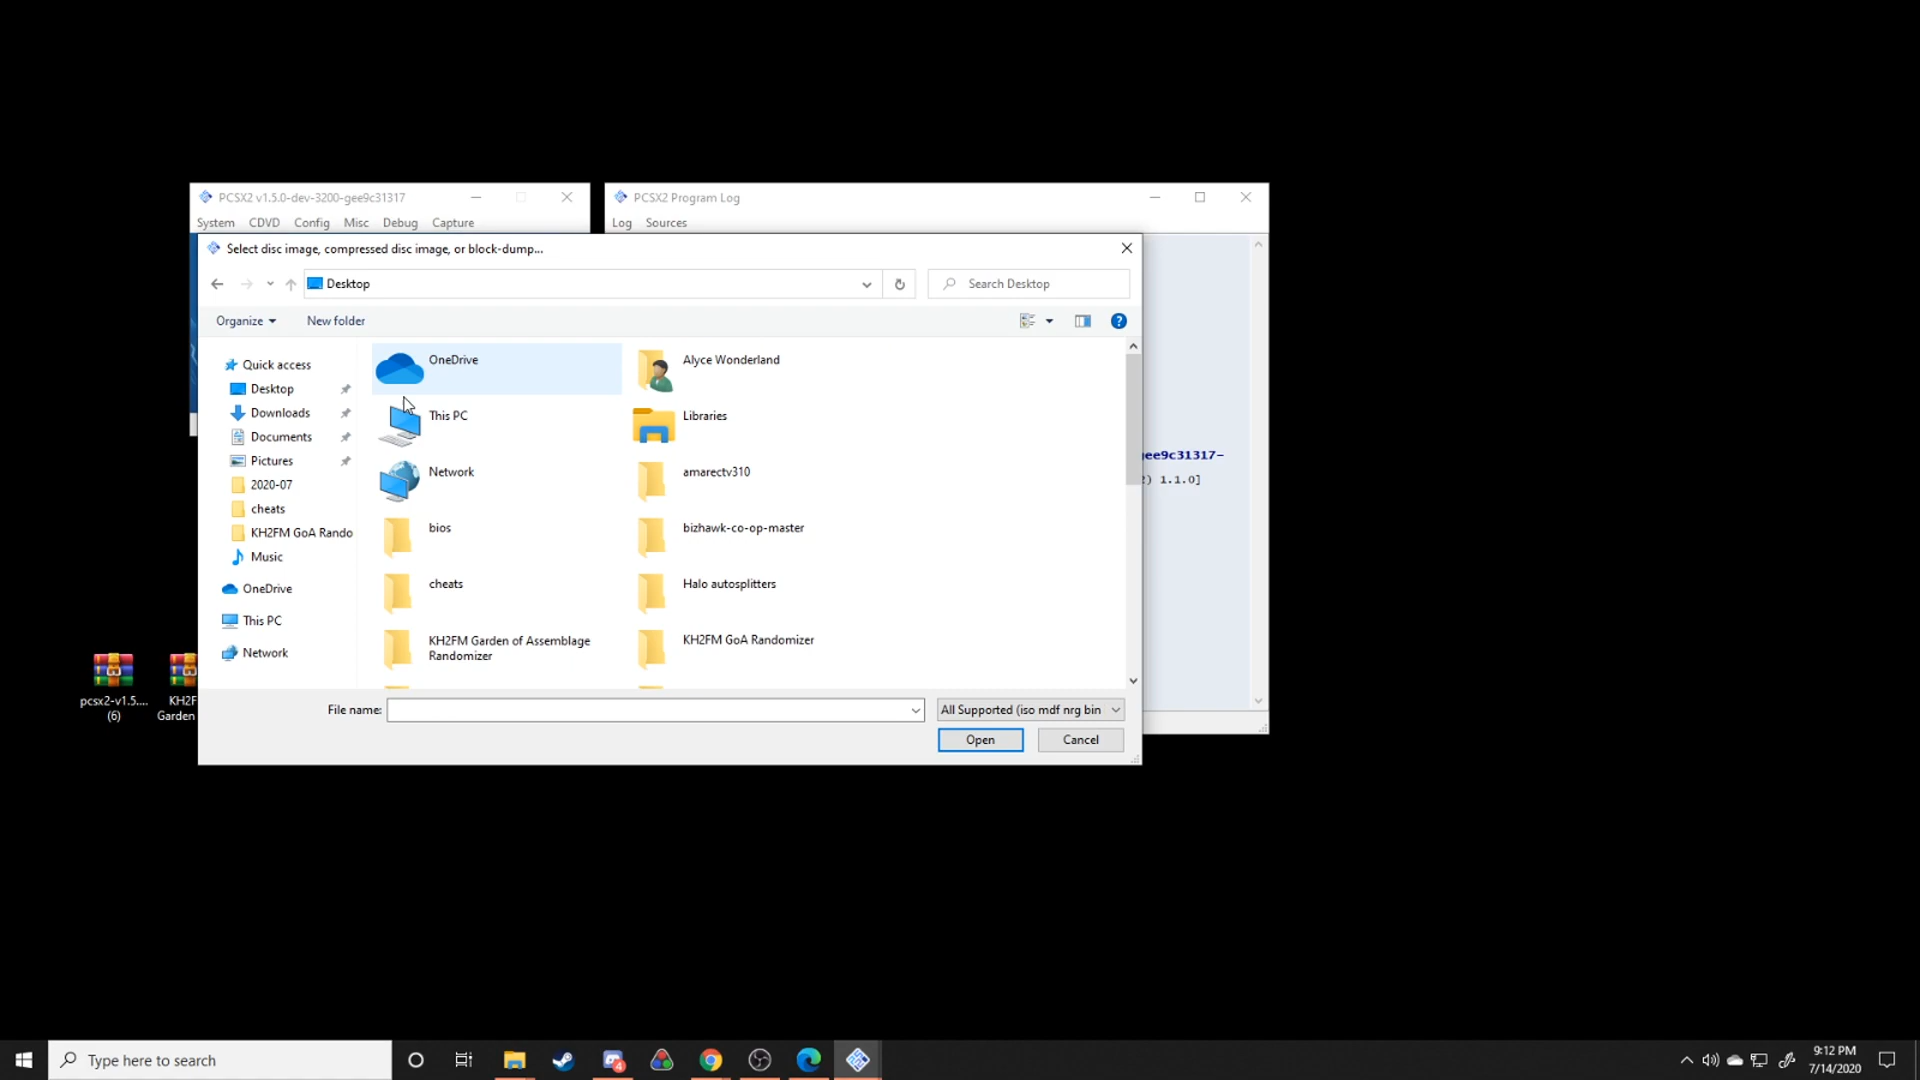 PCSX2 v1.5.0-dev-3200-gee9c31317
System CDVD Config Misc Debug Capture
PCSX2 Program Log
Log Sources
Select disc image, compressed disc image, or block-dump...
Desktop
Search Desktop
Organize New folder
Quick access
Desktop
Downloads
Documents
Pictures
2020-07
cheats
KH2FM GoA Rando
Music
OneDrive
This PC
Network
OneDrive
Alyce Wonderland
This PC
Libraries
Network
amarectv310
bios
bizhawk-co-op-master
cheats
Halo autosplitters
KH2FM Garden of Assemblage
Randomizer
KH2FM GoA Randomizer
File name:
All Supported (iso mdf nrg bin
Open Cancel
gee9c31317-
) 1.1.0]
pcsx2-v1.5....
(6)
KH2F
Garden
Type here to search
4
9:12 PM
7/14/2020